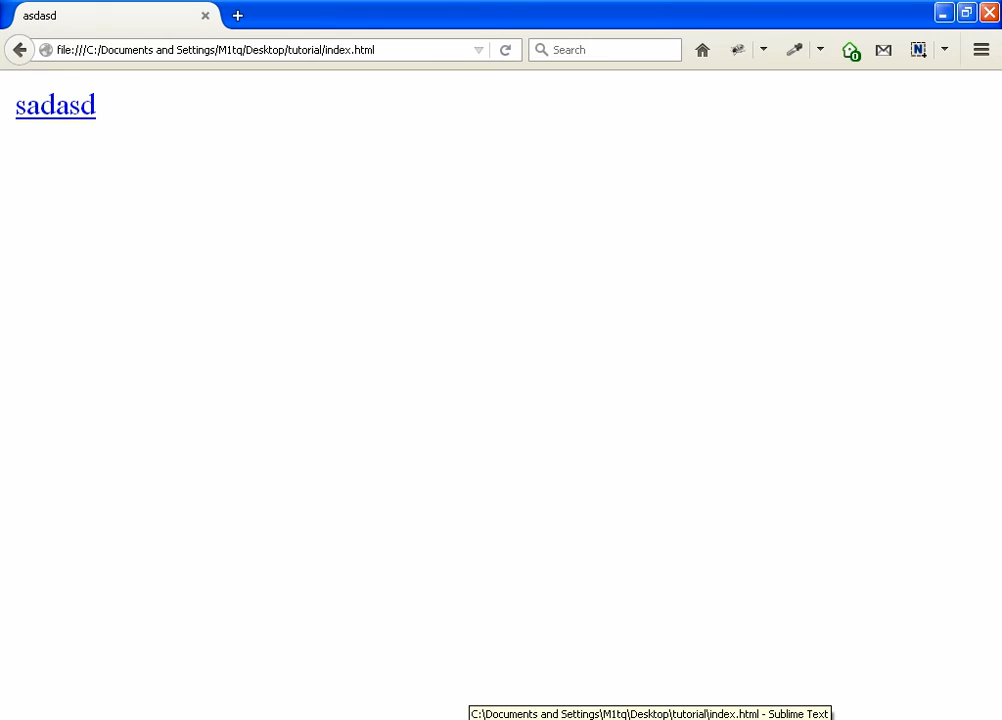 asdasd
file:///C:/Documents and Settings/M1tq/Desktop/tutorial/index.html
Search
0
N
sadasd
C:\Documents and Settings\M1tq\Desktop\tutorial\index.html - Sublime Text